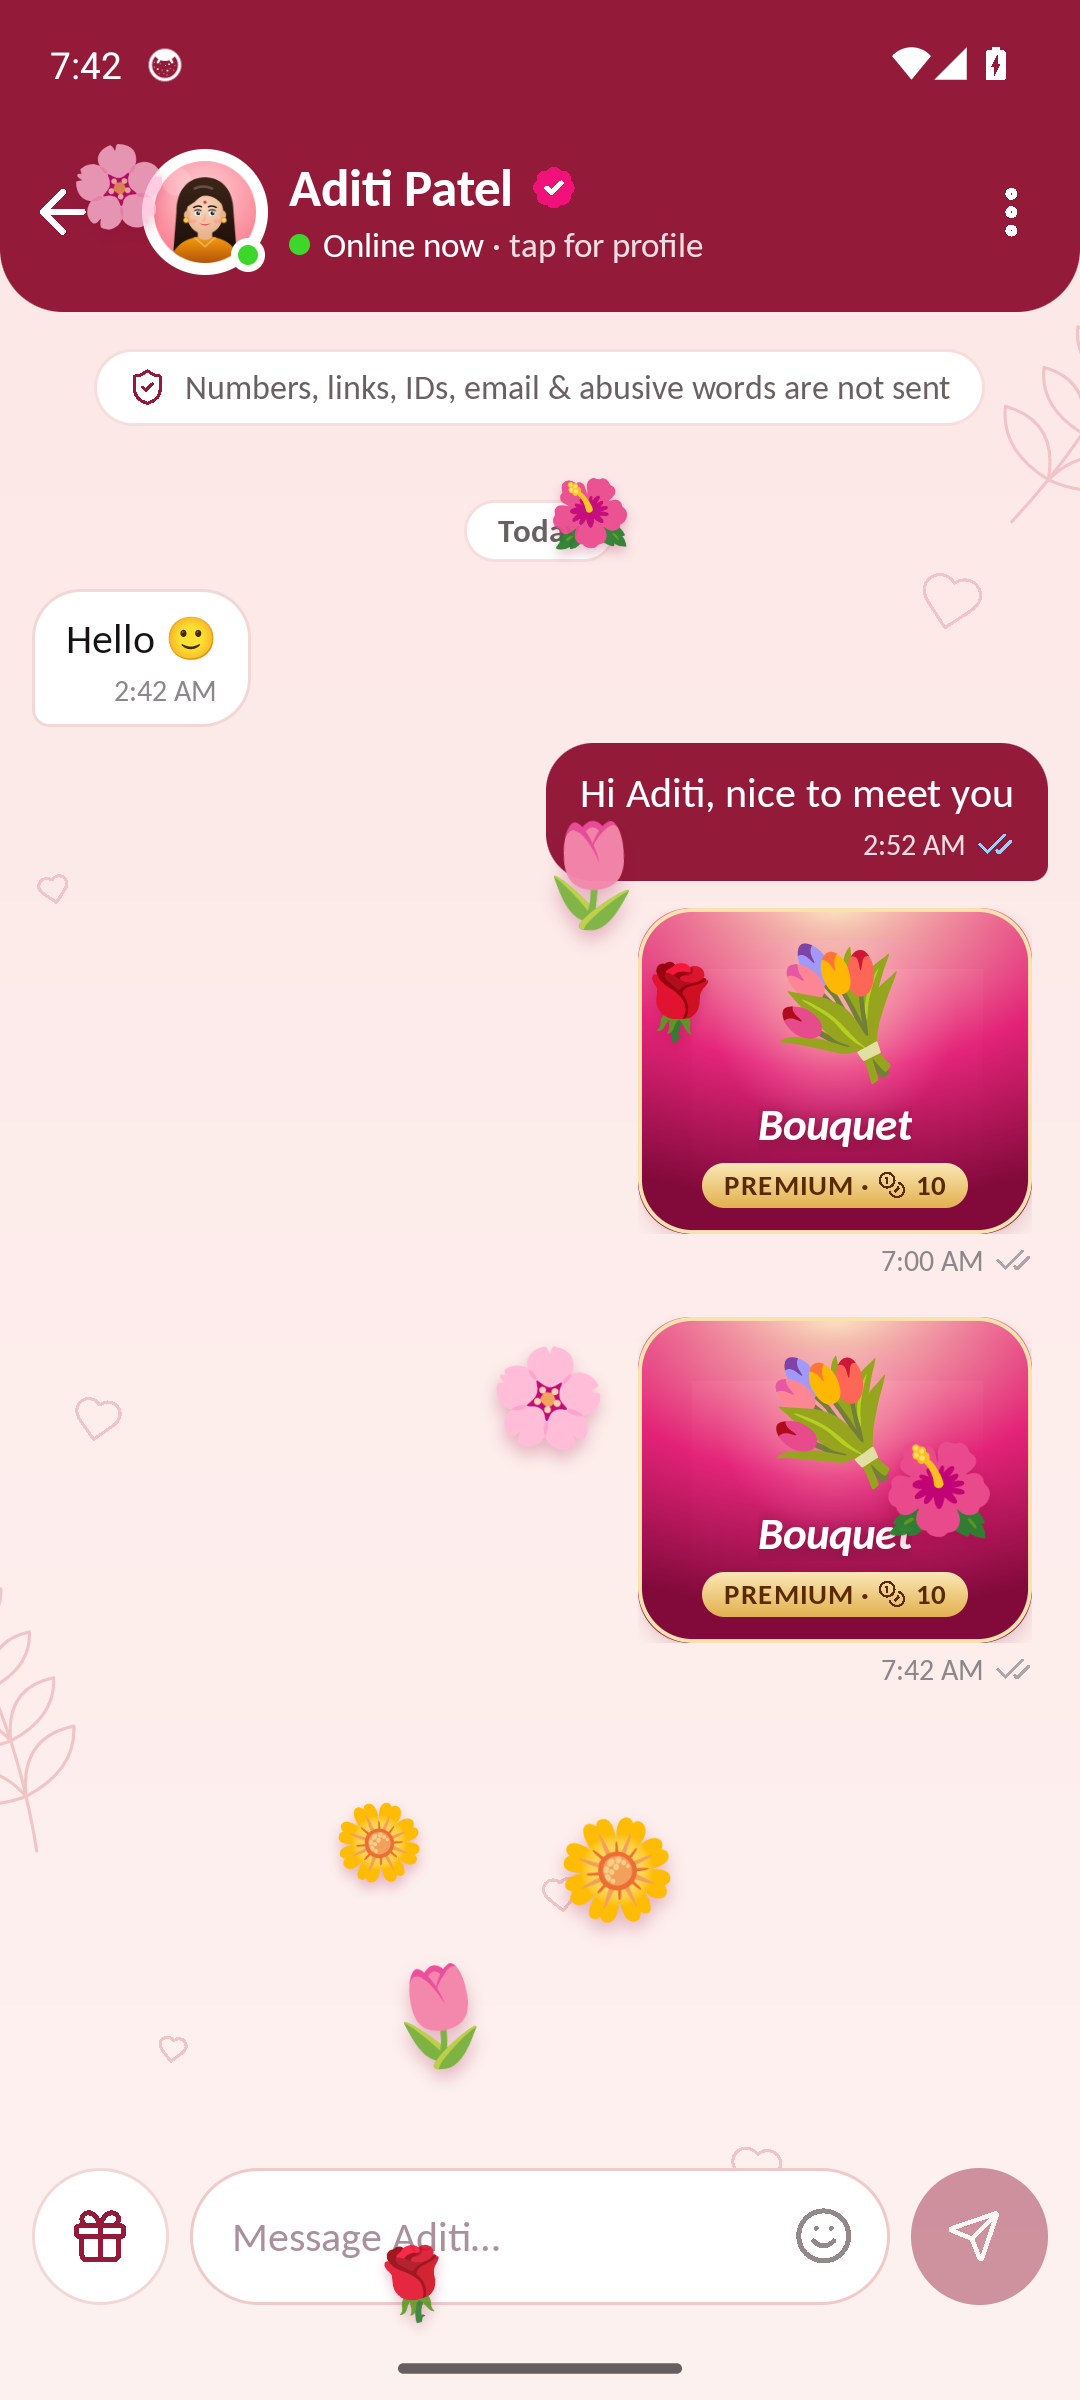 7:42
Aditi Patel
Online now · tap for profile
Numbers, links, IDs, email & abusive words are not sent
Toda
Hello 🙂
2:42 AM
Hi Aditi, nice to meet you
2:52 AM
Bouquet
PREMIUM · 10
7:00 AM
Bouquet
PREMIUM · 10
7:42 AM
Message Aditi...